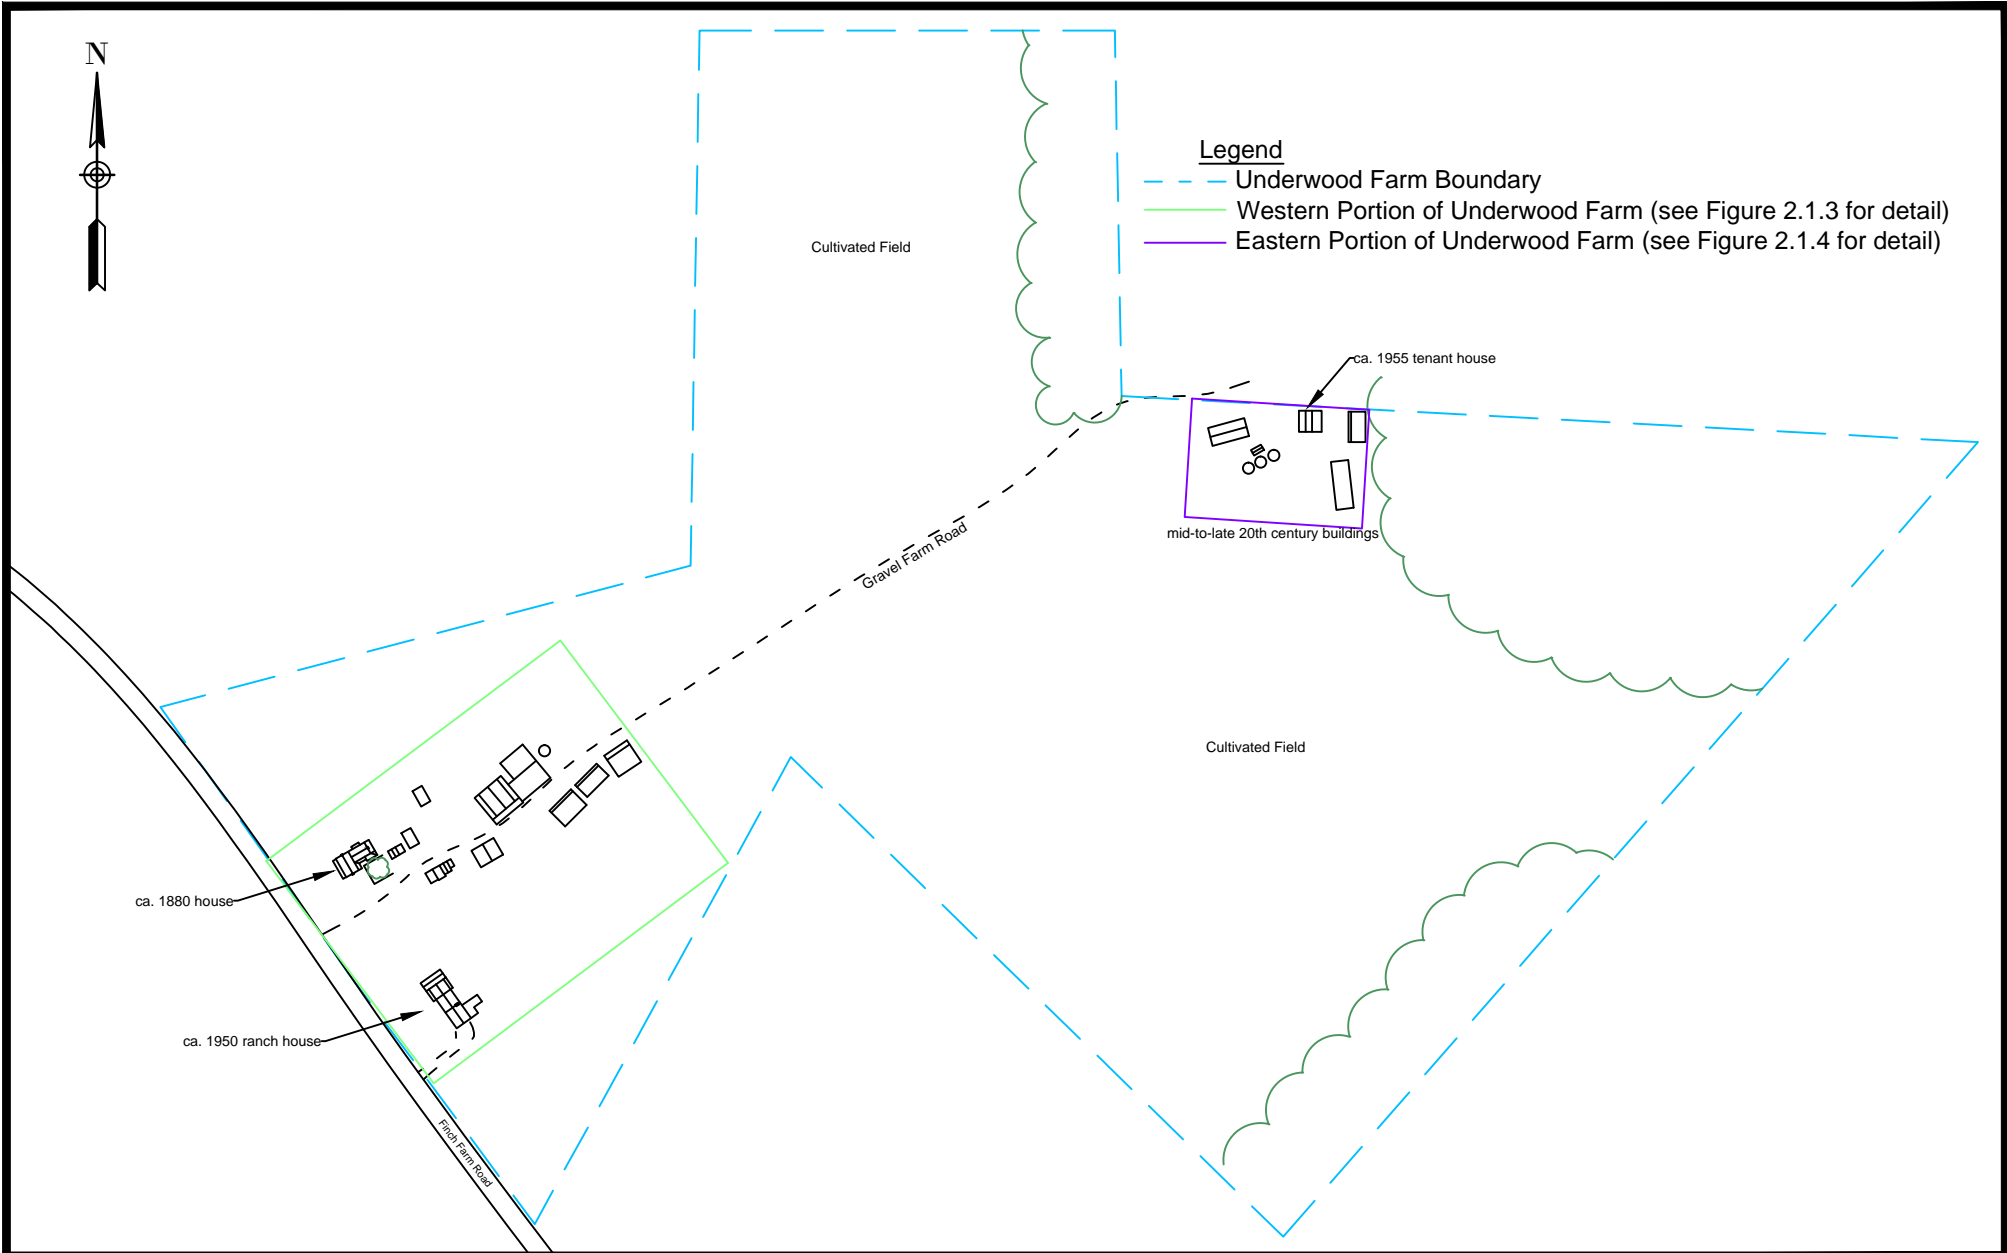 N
Legend
Underwood Farm Boundary
Western Portion of Underwood Farm (see Figure 2.1.3 for detail)
Eastern Portion of Underwood Farm (see Figure 2.1.4 for detail)
Cultivated Field
ca. 1955 tenant house
mid-to-late 20th century buildings
Gravel Farm Road
Cultivated Field
ca. 1880 house
ca. 1950 ranch house
Finch Farm Road